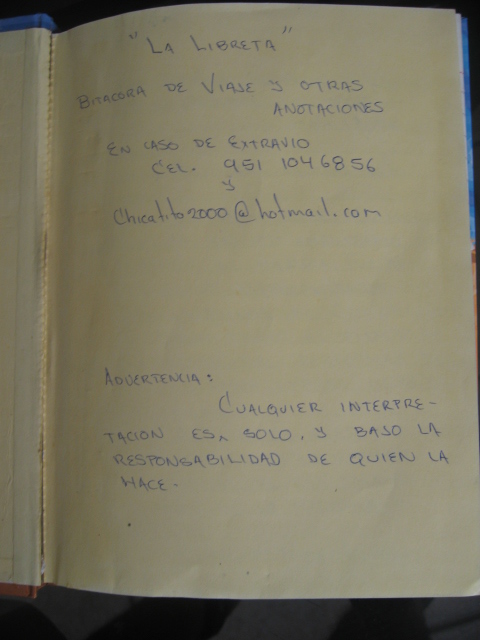 "LA LIBRETA"
BITACORA DE VIAJE Y OTRAS
ANOTACIONES
EN CASO DE EXTRAVIO
CEL. 951 1046856
Y
Chicatito2000@hotmail.com
ADVERTENCIA:
CUALQUIER INTERPRE-
TACION ES, SOLO, Y BAJO LA
RESPONSABILIDAD DE QUIEN LA
HACE.